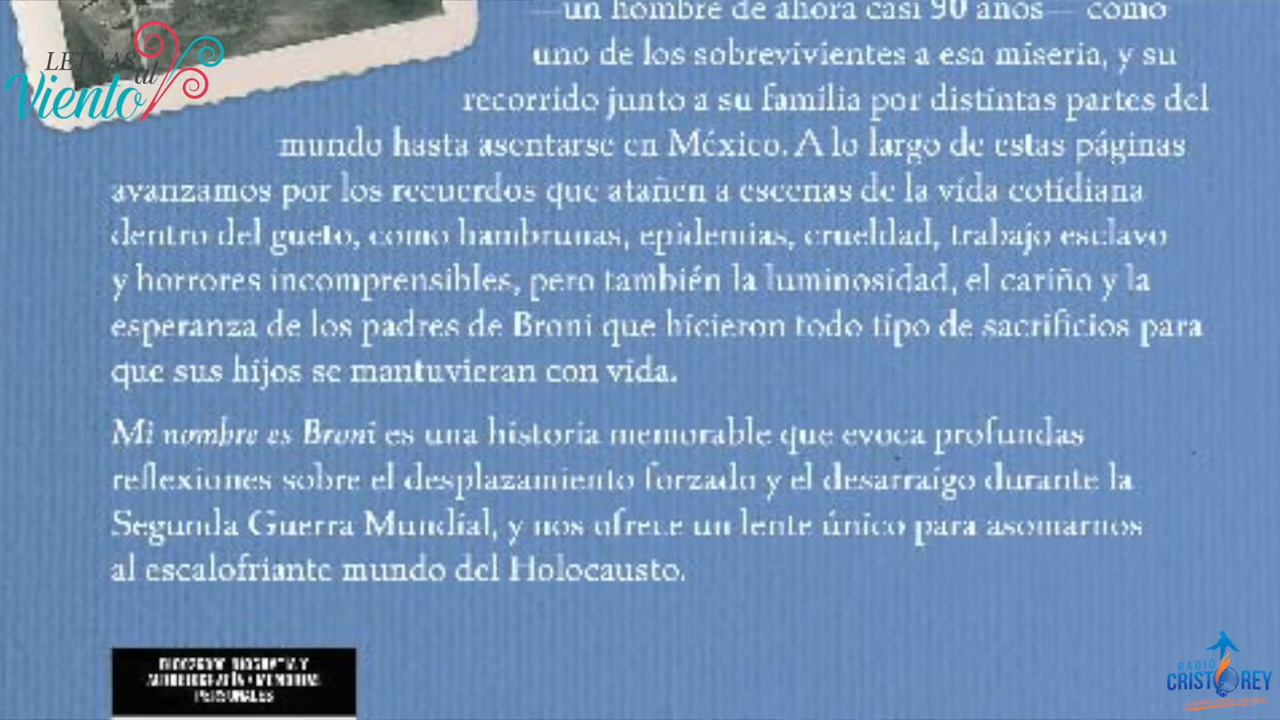 LETRAS al
Viento
—un hombre de ahora casi 90 años— como
uno de los sobrevivientes a esa miseria, y su
recorrido junto a su familia por distintas partes del
mundo hasta asentarse en México. A lo largo de estas páginas
avanzamos por los recuerdos que atañen a escenas de la vida cotidiana
dentro del gueto, como hambrunas, epidemias, crueldad, trabajo esclavo
y horrores incomprensibles, pero también la luminosidad, el cariño y la
esperanza de los padres de Broni que hicieron todo tipo de sacrificios para
que sus hijos se mantuvieran con vida.
Mi nombre es Broni es una historia memorable que evoca profundas
reflexiones sobre el desplazamiento forzado y el desarraigo durante la
Segunda Guerra Mundial, y nos ofrece un lente único para asomarnos
al escalofriante mundo del Holocausto.
BIOGRAFÍA Y
AUTOBIOGRAFÍA • MEMORIAS
PERSONALES
RADIO
CRISTO REY